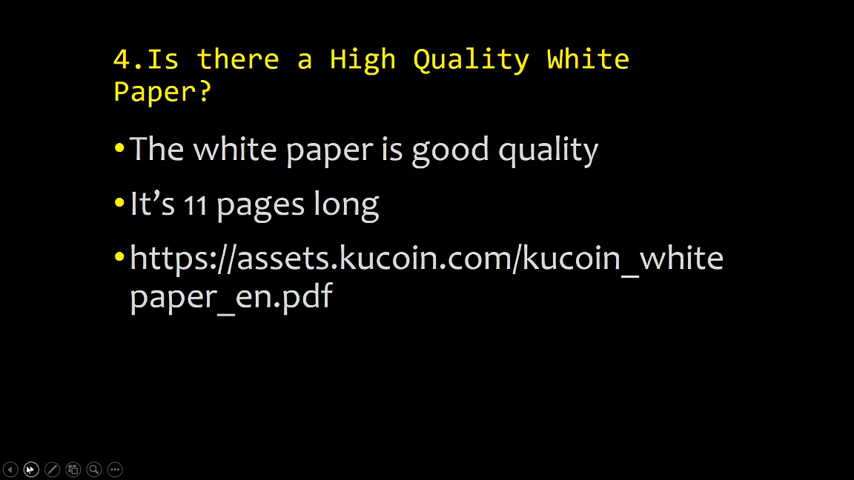 4.Is there a High Quality White
Paper?
•The white paper is good quality
•It’s 11 pages long
•https://assets.kucoin.com/kucoin_white
paper_en.pdf